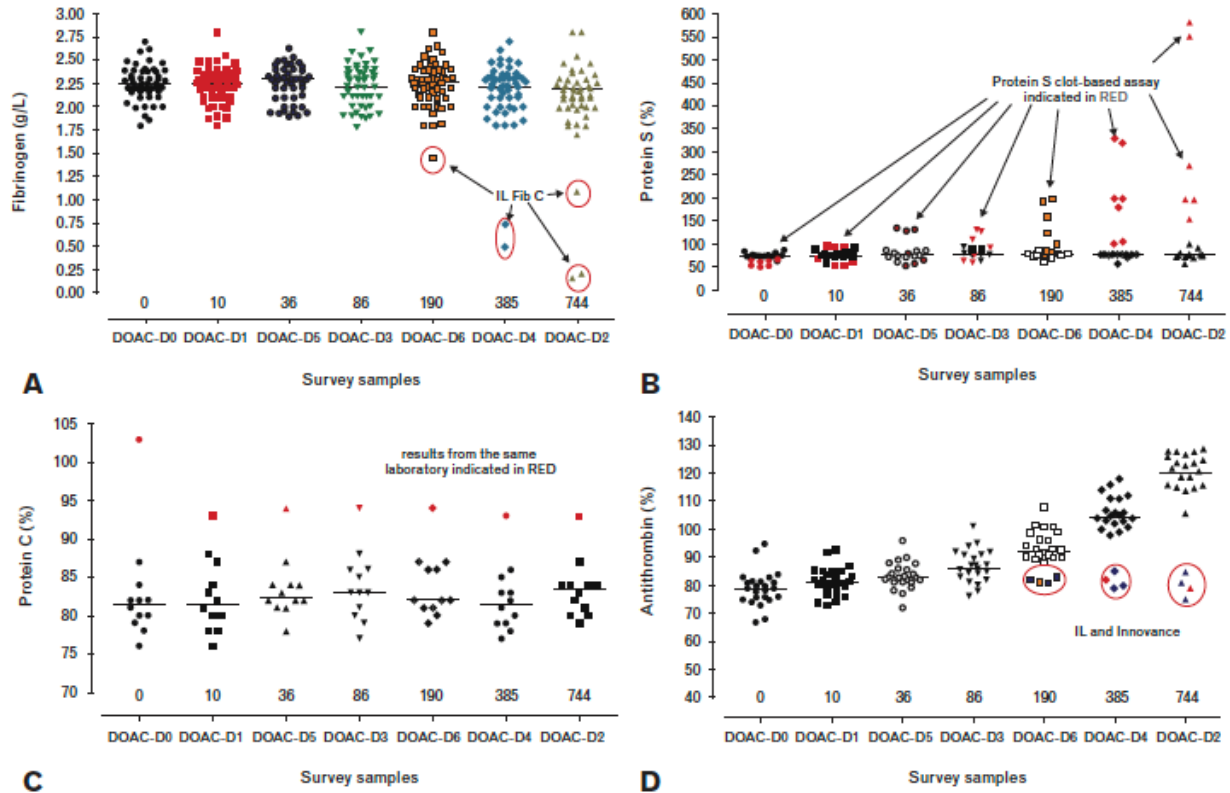 3.00
2.75
2.50
2.25
2.00
1.75
1.50
1.25
1.00
0.75
0.50
0.25
0.00
Fibrinogen (g/L)
IL Fib C
0 10 36 86 190 385 744
DOAC-D0 DOAC-D1 DOAC-D5 DOAC-D3 DOAC-D6 DOAC-D4 DOAC-D2
Survey samples
A
600
550
500
450
400
350
300
250
200
150
100
50
0
Protein S (%)
Protein S clot-based assay
indicated in RED
0 10 36 86 190 385 744
DOAC-D0 DOAC-D1 DOAC-D5 DOAC-D3 DOAC-D6 DOAC-D4 DOAC-D2
Survey samples
B
105
100
95
90
85
80
75
70
Protein C (%)
results from the same
laboratory indicated in RED
0 10 36 86 190 385 744
DOAC-D0 DOAC-D1 DOAC-D5 DOAC-D3 DOAC-D6 DOAC-D4 DOAC-D2
Survey samples
C
140
130
120
110
100
90
80
70
60
50
40
Antithrombin (%)
IL and Innovance
0 10 36 86 190 385 744
DOAC-D0 DOAC-D1 DOAC-D5 DOAC-D3 DOAC-D6 DOAC-D4 DOAC-D2
Survey samples
D